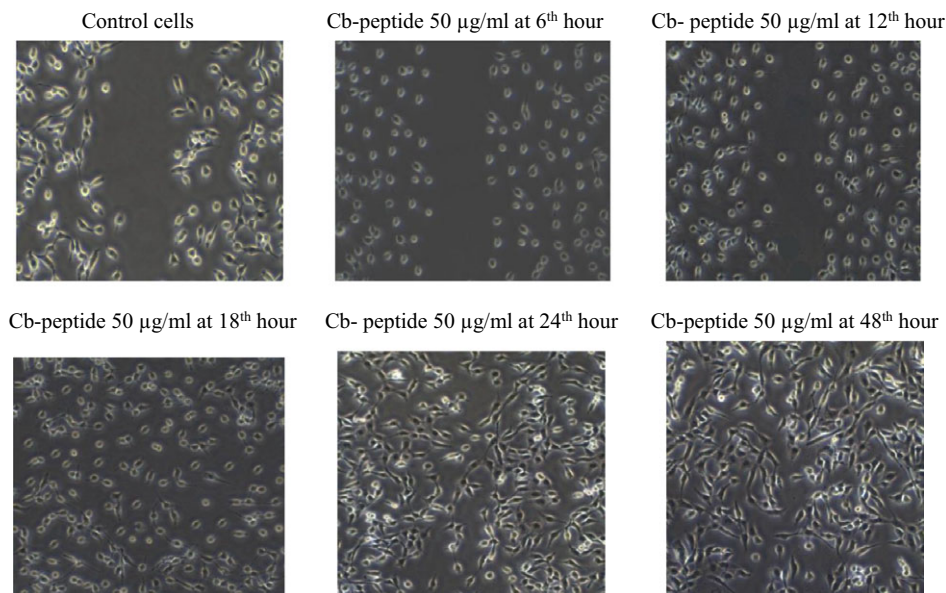 Control cells
Cb-peptide 50 µg/ml at 6th hour
Cb- peptide 50 µg/ml at 12th hour
Cb-peptide 50 µg/ml at 18th hour
Cb- peptide 50 µg/ml at 24th hour
Cb-peptide 50 µg/ml at 48th hour